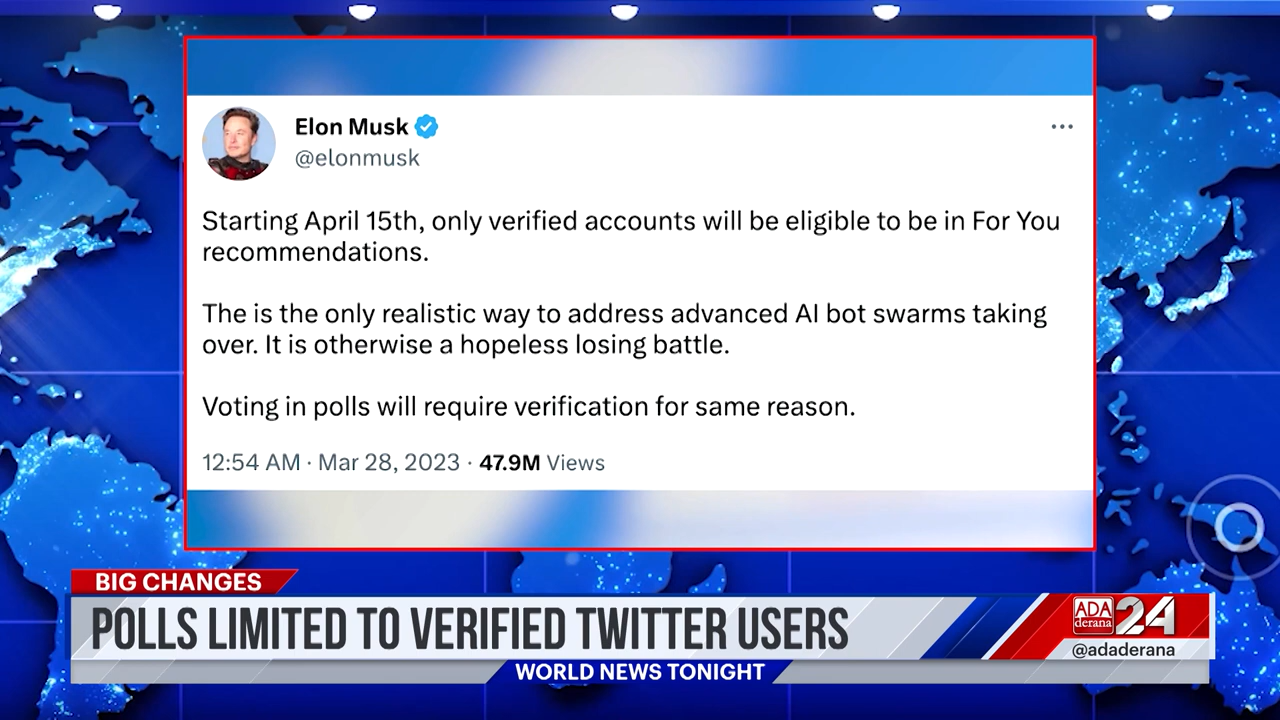 Elon Musk
@elonmusk
Starting April 15th, only verified accounts will be eligible to be in For You
recommendations.
The is the only realistic way to address advanced AI bot swarms taking
over. It is otherwise a hopeless losing battle.
Voting in polls will require verification for same reason.
12:54 AM · Mar 28, 2023 · 47.9M Views
BIG CHANGES
POLLS LIMITED TO VERIFIED TWITTER USERS
ADA
derana
24
@adaderana
WORLD NEWS TONIGHT